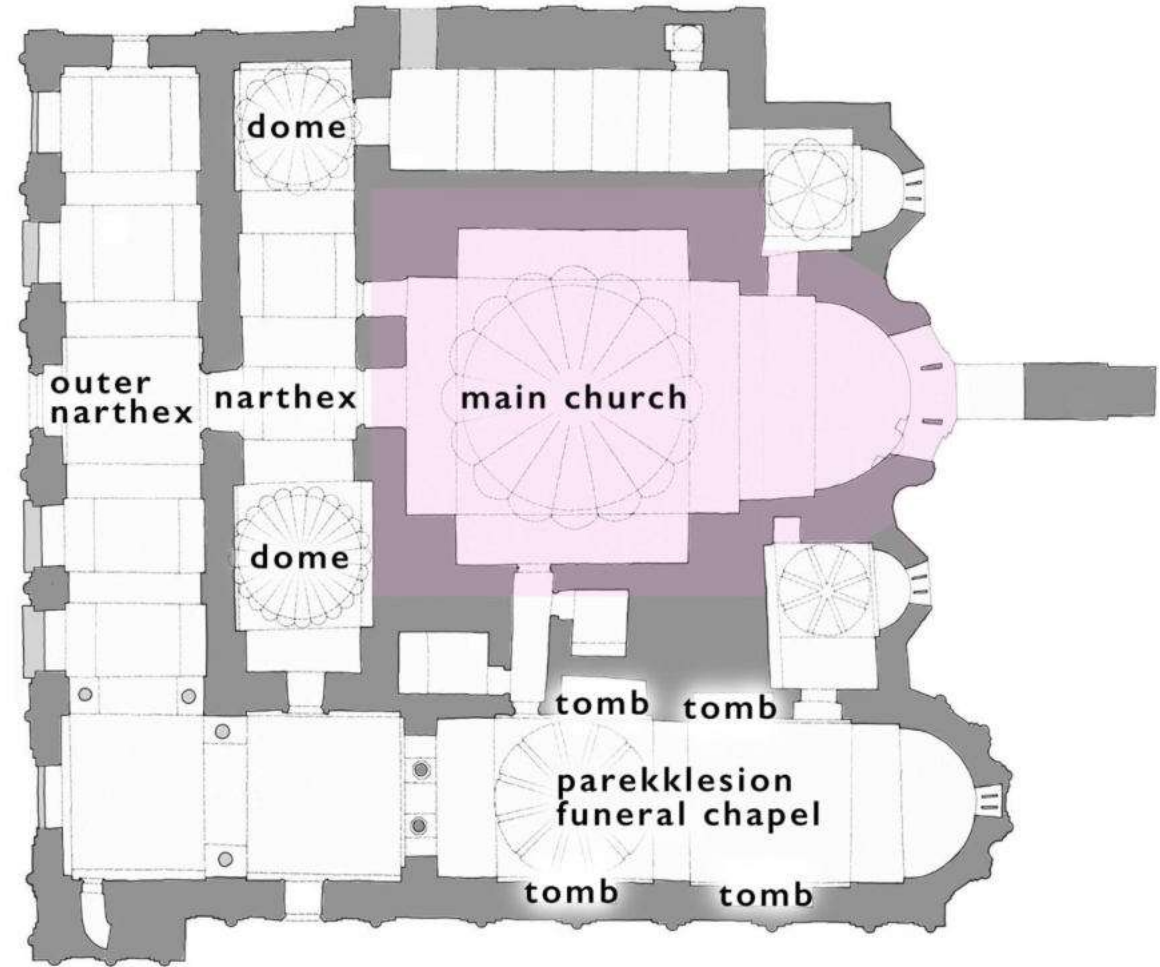 dome
outer
narthex
narthex
main church
dome
tomb
tomb
parekklesion
funeral chapel
tomb
tomb